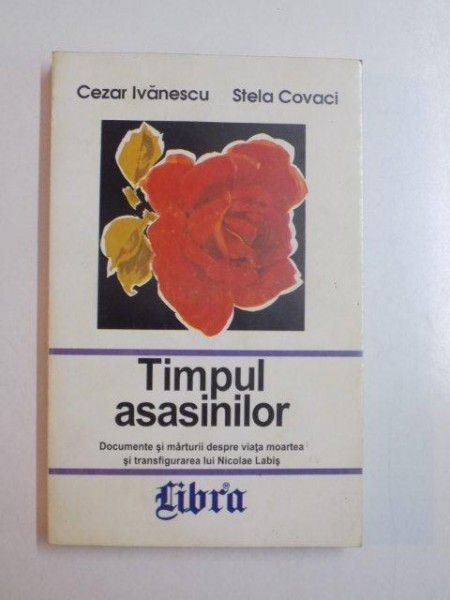 Cezar Ivănescu Stela Covaci
Timpul
asasinilor
Documente şi mărturii despre viaţa moartea
şi transfigurarea lui Nicolae Labiş
Libra®